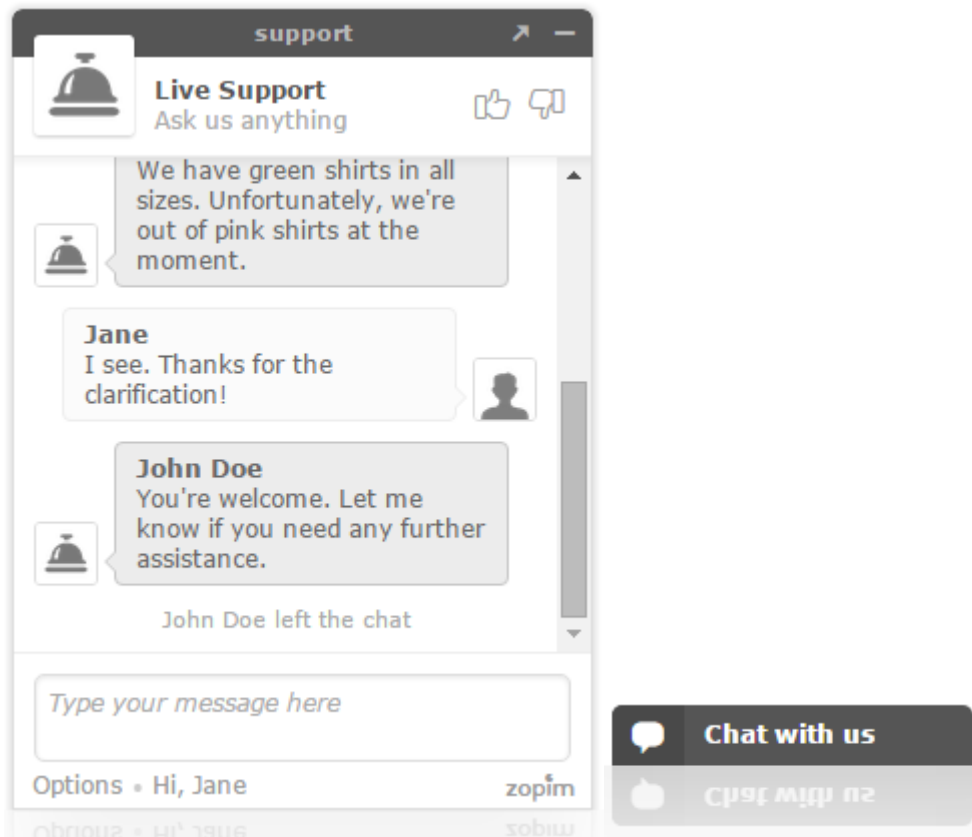 support
Live Support
Ask us anything
We have green shirts in all
sizes. Unfortunately, we're
out of pink shirts at the
moment.
Jane
I see. Thanks for the
clarification!
John Doe
You're welcome. Let me
know if you need any further
assistance.
John Doe left the chat
Type your message here
Options • Hi, Jane
zopim
Chat with us